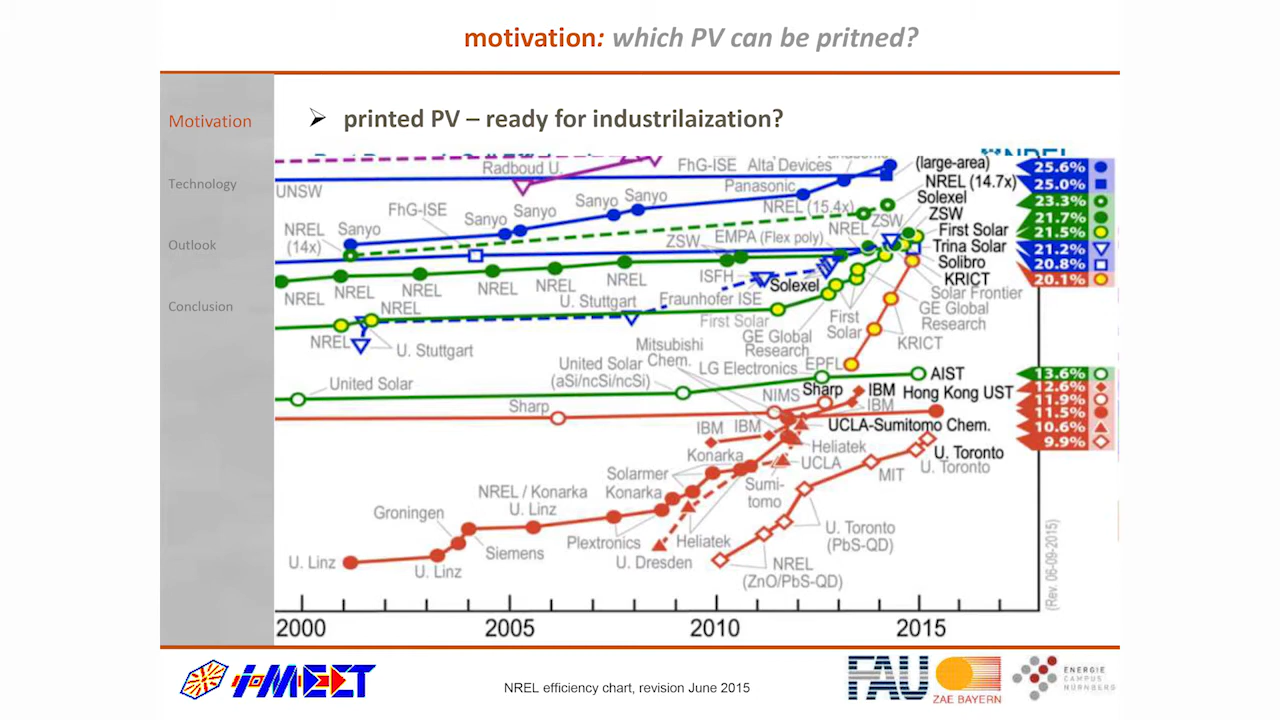 motivation: which PV can be pritned?
Motivation
Technology
Outlook
Conclusion
➢ printed PV – ready for industrilaization?
NREL
Radboud U.
FhG-ISE
Alta Devices
(large-area)
25.6%
UNSW
Panasonic
NREL (14.7x)
25.0%
FhG-ISE
Sanyo
Sanyo
Sanyo
Sanyo
NREL (15.4x)
Solexel
23.3%
NREL
(14x)
Sanyo
ZSW
EMPA (Flex poly)
NREL
ZSW
ZSW
21.7%
First Solar
21.5%
Trina Solar
21.2%
Solibro
20.8%
KRICT
20.1%
NREL
NREL
NREL
NREL
NREL
NREL
ISFH
Solexel
Solar Frontier
NREL
U. Stuttgart
Fraunhofer ISE
First Solar
First
Solar
GE Global
Research
NREL
U. Stuttgart
Mitsubishi
Chem.
GE Global
Research
KRICT
United Solar
United Solar
(aSi/ncSi/ncSi)
LG Electronics
EPFL
AIST
13.6%
Sharp
NIMS
Sharp
IBM
IBM
Hong Kong UST
12.6%
11.9%
11.5%
IBM
IBM
UCLA-Sumitomo Chem.
10.6%
9.9%
Konarka
Heliatek
UCLA
U. Toronto
U. Toronto
MIT
Solarmer
Konarka
Sumi-
tomo
NREL / Konarka
U. Linz
Groningen
Siemens
Plextronics
Heliatek
U. Toronto
(PbS-QD)
U. Linz
U. Linz
U. Dresden
NREL
(ZnO/PbS-QD)
(Rev. 06-09-2015)
2000
2005
2010
2015
i-MEET
NREL efficiency chart, revision June 2015
FAU
ZAE BAYERN
ENERGIE
CAMPUS
NÜRNBERG